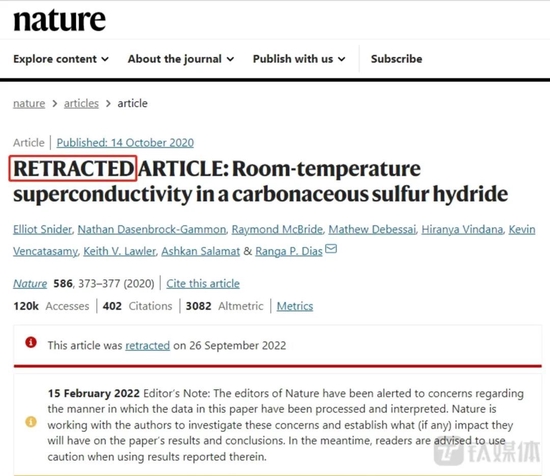 nature
Explore content About the journal Publish with us Subscribe
nature > articles > article
Article | Published: 14 October 2020
RETRACTED ARTICLE: Room-temperature
superconductivity in a carbonaceous sulfur hydride
Elliot Snider, Nathan Dasenbrock-Gammon, Raymond McBride, Mathew Debessai, Hiranya Vindana, Kevin
Vencatasamy, Keith V. Lawler, Ashkan Salamat & Ranga P. Dias
Nature 586, 373–377 (2020) | Cite this article
120k Accesses | 402 Citations | 3082 Altmetric | Metrics
This article was retracted on 26 September 2022
15 February 2022 Editor's Note: The editors of Nature have been alerted to concerns regarding
the manner in which the data in this paper have been processed and interpreted. Nature is
working with the authors to investigate these concerns and establish what (if any) impact they
will have on the paper's results and conclusions. In the meantime, readers are advised to use
caution when using results reported therein.
钛媒体